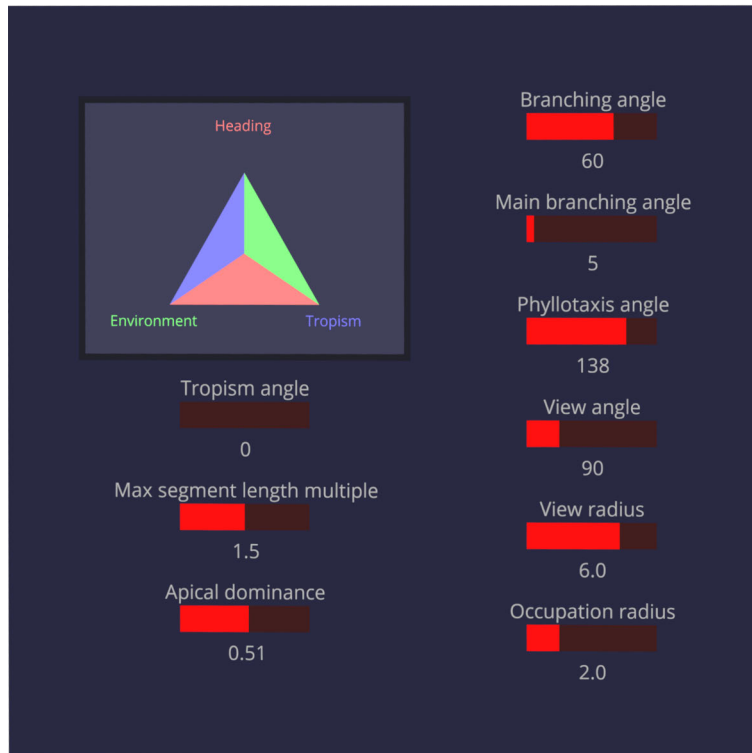 Heading
Environment
Tropism
Tropism angle
0
Max segment length multiple
1.5
Apical dominance
0.51
Branching angle
60
Main branching angle
5
Phyllotaxis angle
138
View angle
90
View radius
6.0
Occupation radius
2.0